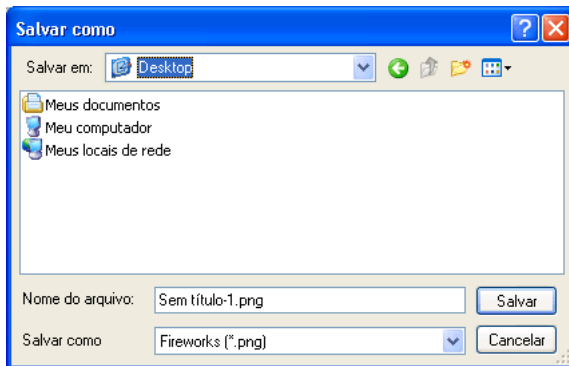 Salvar como
Salvar em: Desktop
Meus documentos
Meu computador
Meus locais de rede
Nome do arquivo: Sem título-1.png Salvar
Salvar como Fireworks (*.png) Cancelar